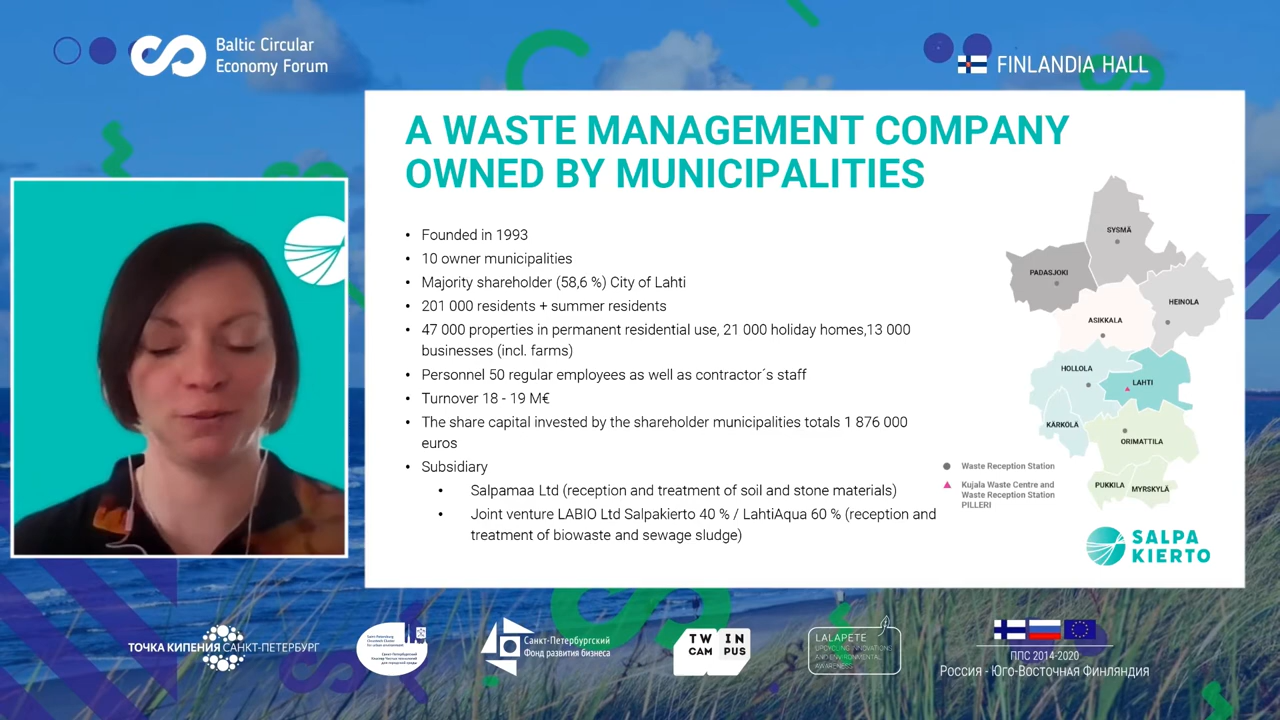 Baltic Circular
Economy Forum
FINLANDIA HALL
A WASTE MANAGEMENT COMPANY
OWNED BY MUNICIPALITIES
• Founded in 1993
• 10 owner municipalities
• Majority shareholder (58,6 %) City of Lahti
• 201 000 residents + summer residents
• 47 000 properties in permanent residential use, 21 000 holiday homes,13 000
businesses (incl. farms)
• Personnel 50 regular employees as well as contractor´s staff
• Turnover 18 - 19 M€
• The share capital invested by the shareholder municipalities totals 1 876 000
euros
• Subsidiary
• Salpamaa Ltd (reception and treatment of soil and stone materials)
• Joint venture LABIO Ltd Salpakierto 40 % / LahtiAqua 60 % (reception and
treatment of biowaste and sewage sludge)
SYSMÄ
PADASJOKI
HEINOLA
ASIKKALA
HOLLOLA
LAHTI
KÄRKÖLÄ
ORIMATTILA
PUKKILA
MYRSKYLÄ
Waste Reception Station
Kujala Waste Centre and
Waste Reception Station
PILLERI
SALPA
KIERTO
ТОЧКА КИПЕНИЯ САНКТ-ПЕТЕРБУРГ
Санкт-Петербургский
Фонд развития бизнеса
TW IN
CAM PUS
LALAPETE
UPCYCLING INNOVATIONS
AND ENVIRONMENTAL
AWARENESS
ППС 2014-2020
Россия - Юго-Восточная Финляндия